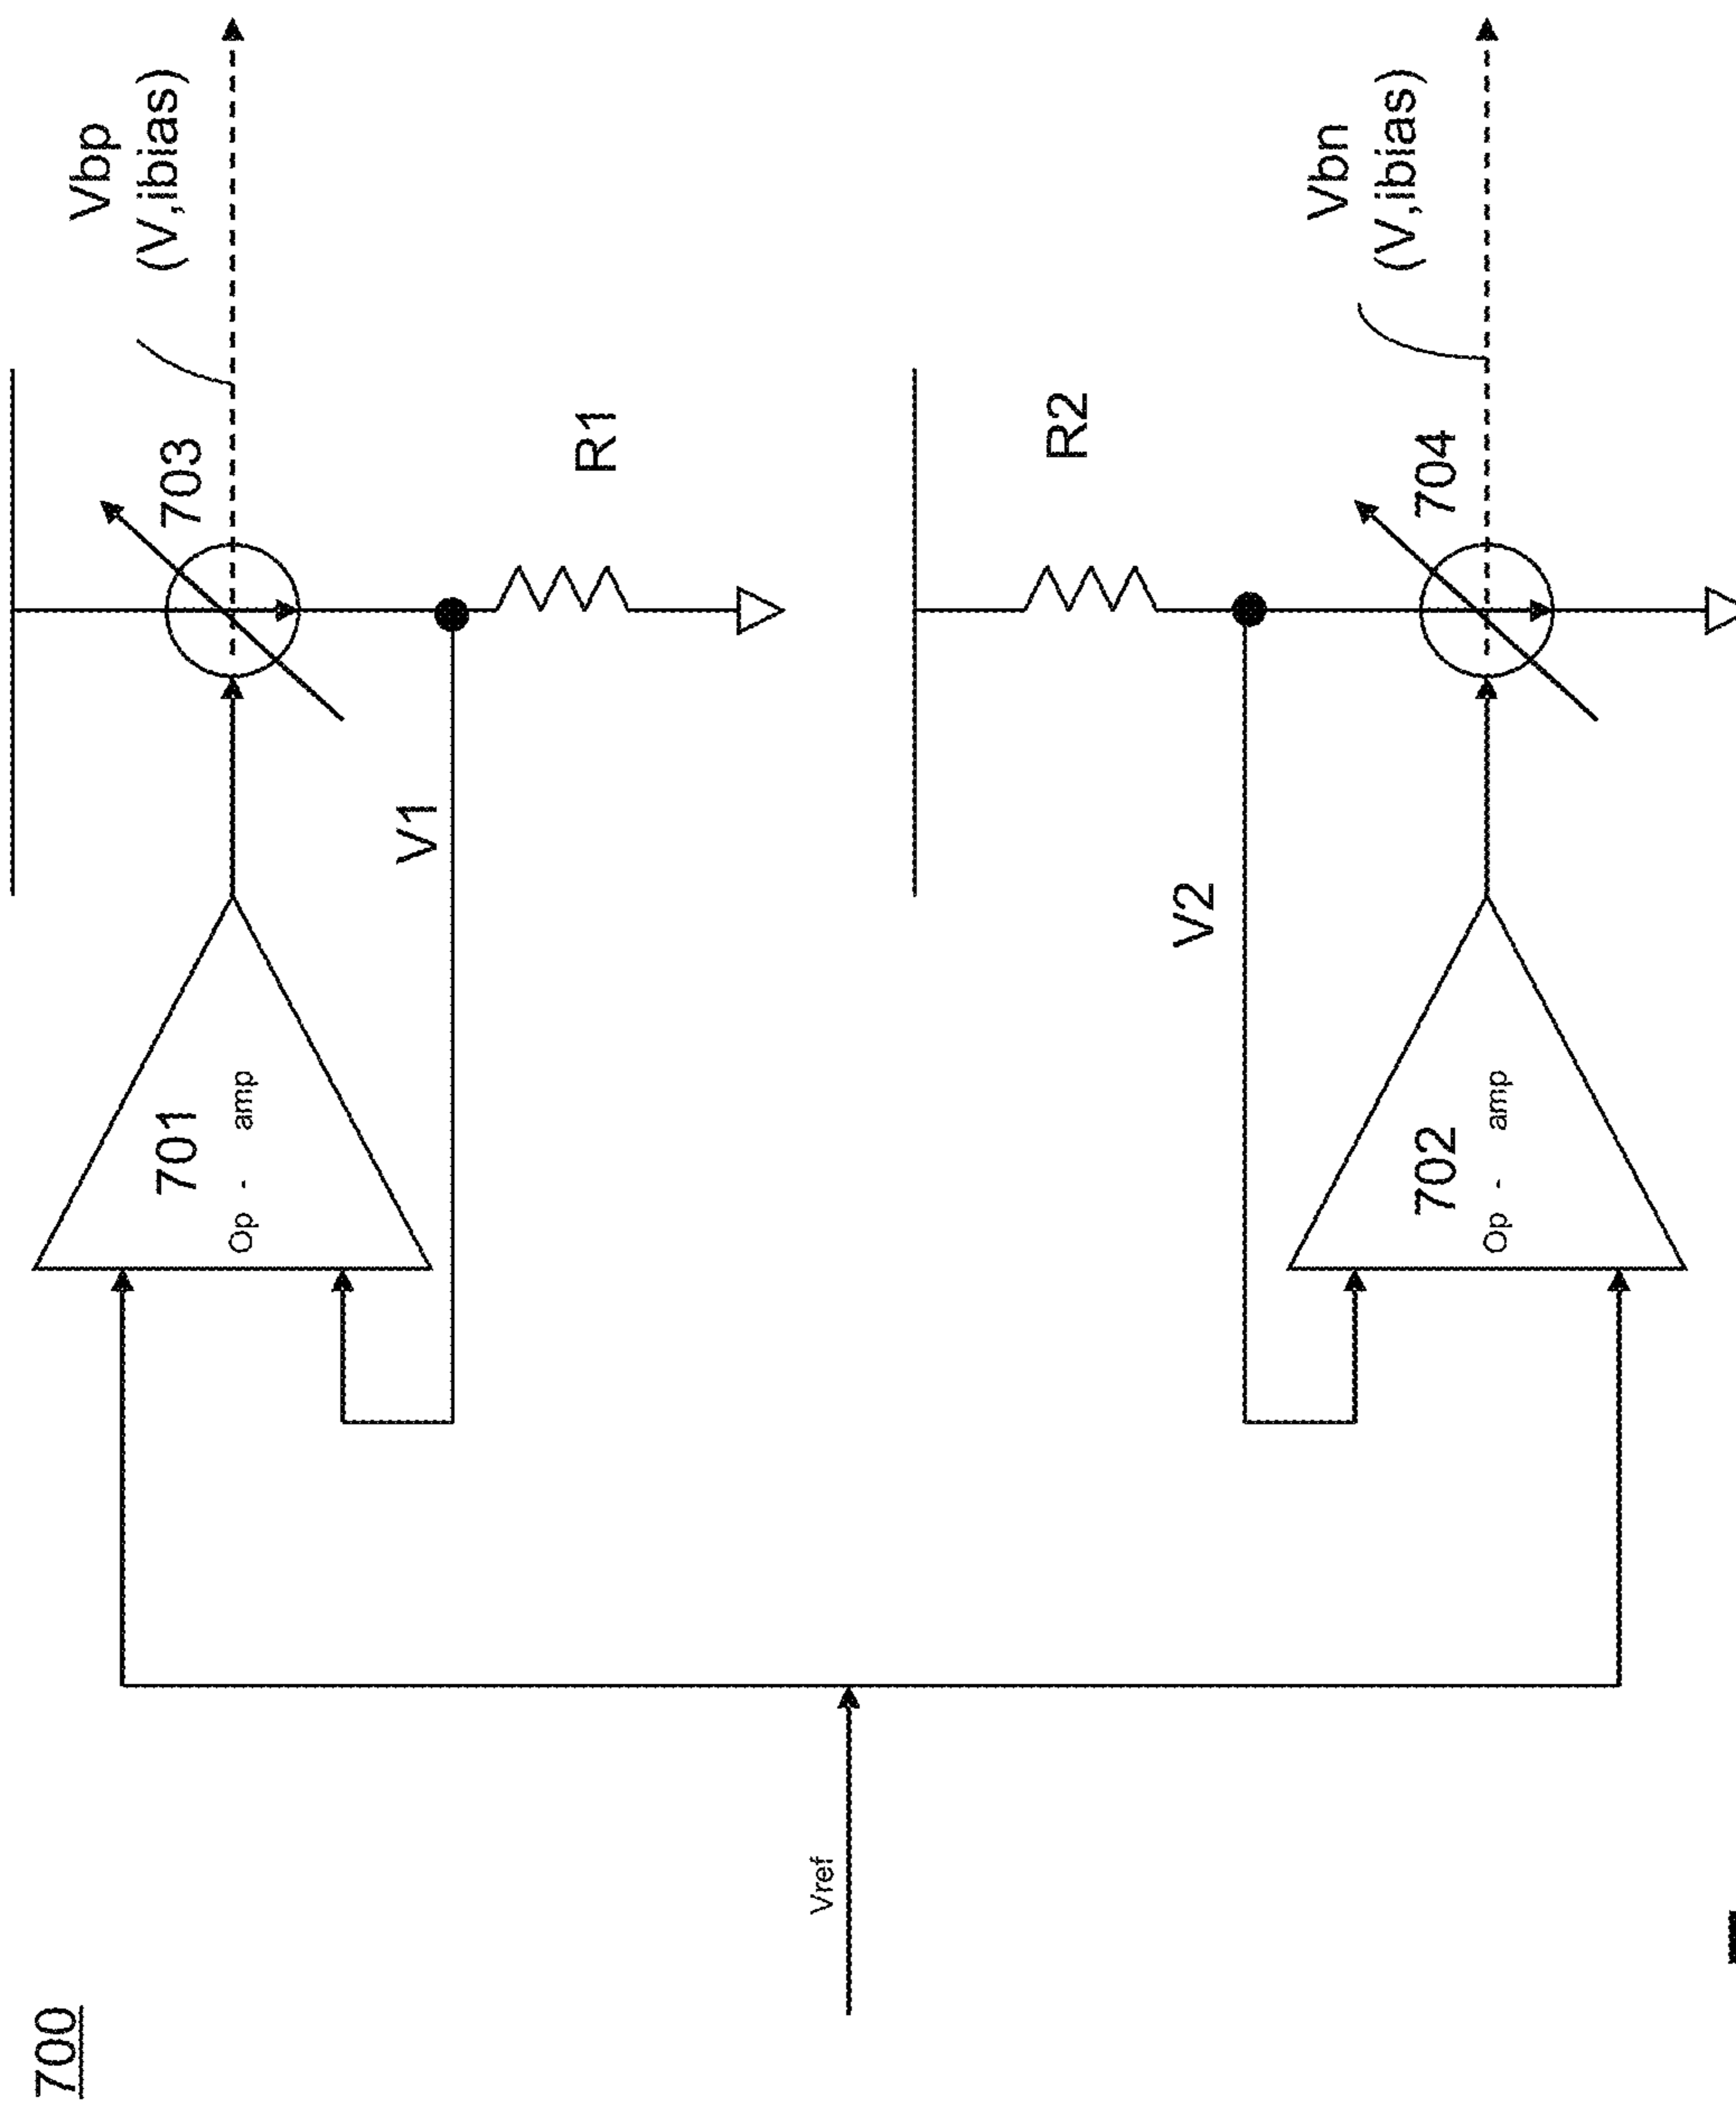 700
Vref
701
Op - amp
V1
703
Vbp
(V,ibias)
R1
R2
V2
702
Op - amp
704
Vbn
(V,ibias)